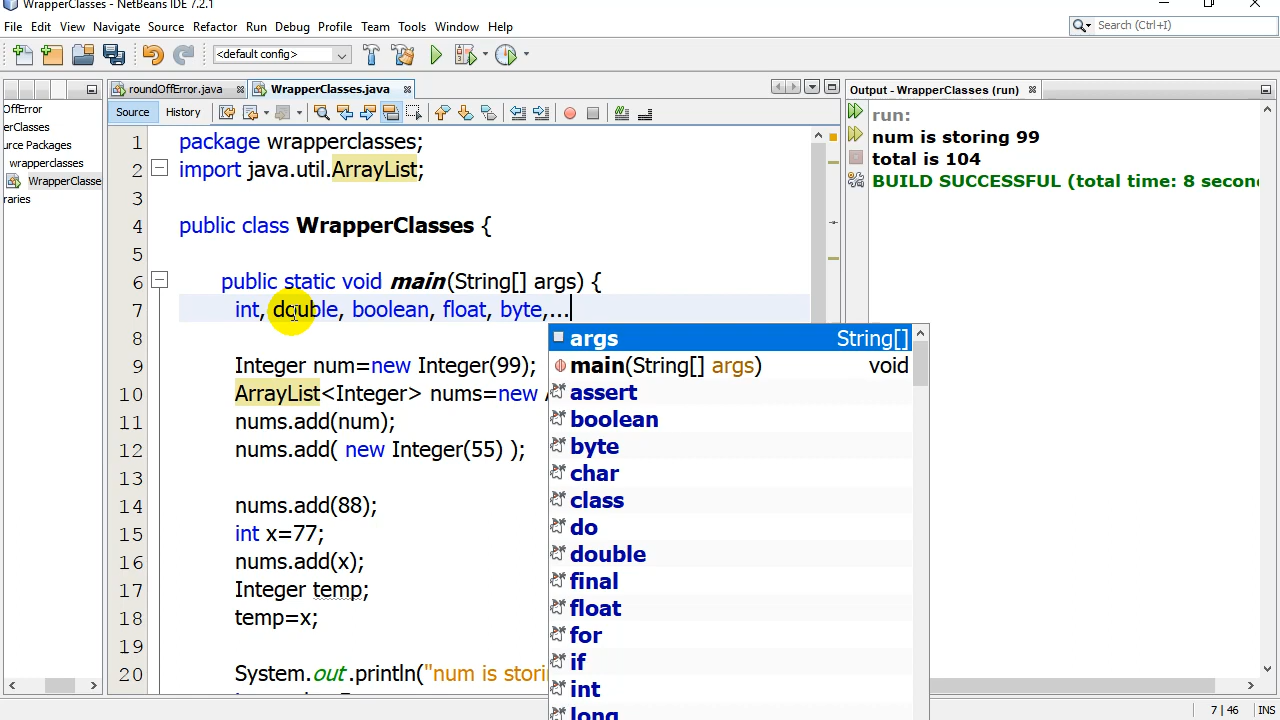 WrapperClasses - NetBeans IDE 7.2.1
File Edit View Navigate Source Refactor Run Debug Profile Team Tools Window Help
Search (Ctrl+I)
<default config>
roundOffError.java
WrapperClasses.java
Output - WrapperClasses (run)
Source History
OffError
erClasses
urce Packages
wrapperclasses
WrapperClasse
raries
1 package wrapperclasses;
2 import java.util.ArrayList;
3
4 public class WrapperClasses {
5
6 public static void main(String[] args) {
7 int, double, boolean, float, byte,...
8
9 Integer num=new Integer(99);
10 ArrayList<Integer> nums=new
11 nums.add(num);
12 nums.add( new Integer(55) );
13
14 nums.add(88);
15 int x=77;
16 nums.add(x);
17 Integer temp;
18 temp=x;
19
20 System.out.println("num is stori
args String[]
main(String[] args) void
assert
boolean
byte
char
class
do
double
final
float
for
if
int
long
run:
num is storing 99
total is 104
BUILD SUCCESSFUL (total time: 8 secon
7 | 46 INS